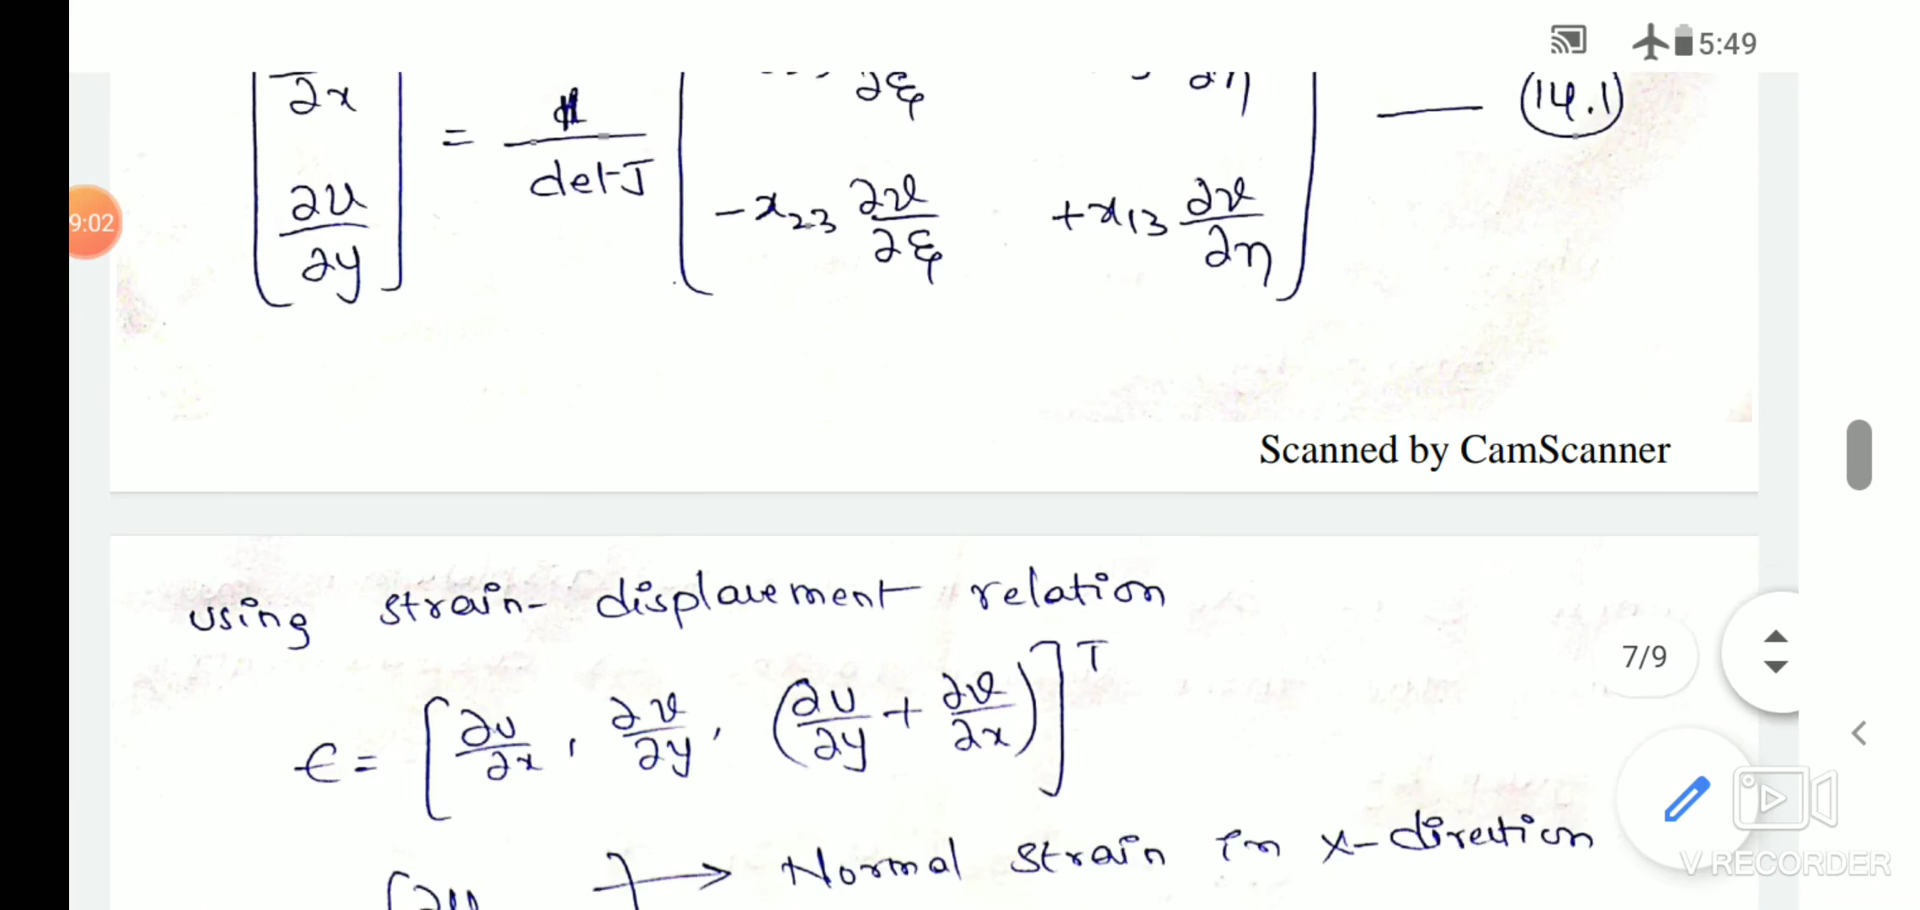 5:49
∂x = 1/det J [ ∂ξ ∂η ] — (14.1)
∂v/∂y [ -x₂₃ ∂v/∂ξ +x₁₃ ∂v/∂η ]
9:02
Scanned by CamScanner
using strain-displacement relation
7/9
ϵ = [ ∂u/∂x , ∂v/∂y , (∂u/∂y + ∂v/∂x) ]ᵀ
→ Normal strain in x-direction
∂u
V RECORDER